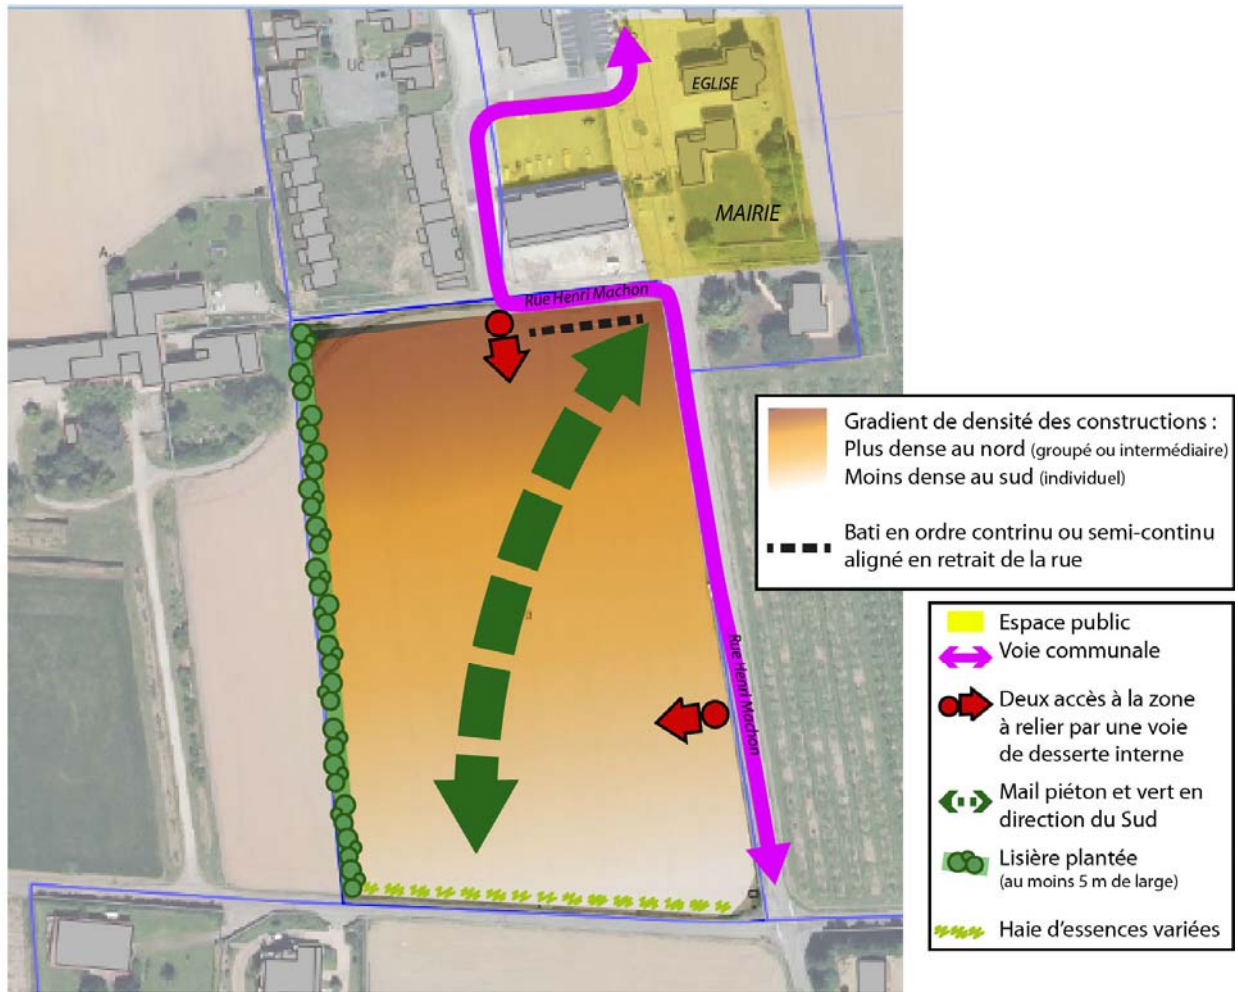 UC
EGLISE
MAIRIE
A
Rue Henri Machon
Rue Henri Machon
Gradient de densité des constructions :
Plus dense au nord (groupé ou intermédiaire)
Moins dense au sud (individuel)
Bati en ordre contrinu ou semi-continu
aligné en retrait de la rue
Espace public
Voie communale
Deux accès à la zone
à relier par une voie
de desserte interne
Mail piéton et vert en
direction du Sud
Lisière plantée
(au moins 5 m de large)
Haie d'essences variées